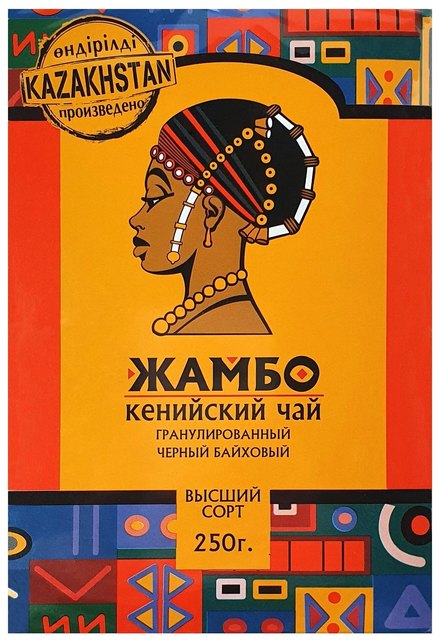 өндірілді
KAZAKHSTAN
произведено
ЖАМБО
кенийский чай
гранулированный
черный байховый
высший
сорт
250г.